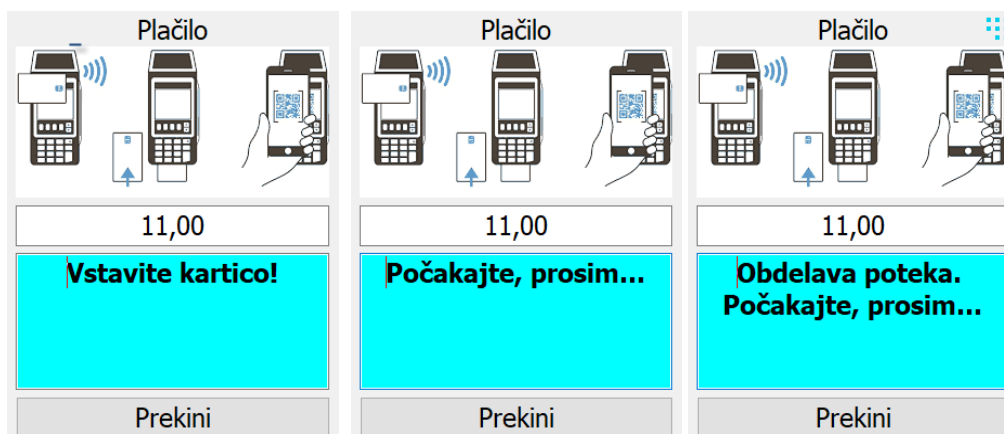 Plačilo
11,00
Vstavite kartico!
Prekini
Plačilo
11,00
Počakajte, prosim...
Prekini
Plačilo
11,00
Obdelava poteka.
Počakajte, prosim...
Prekini